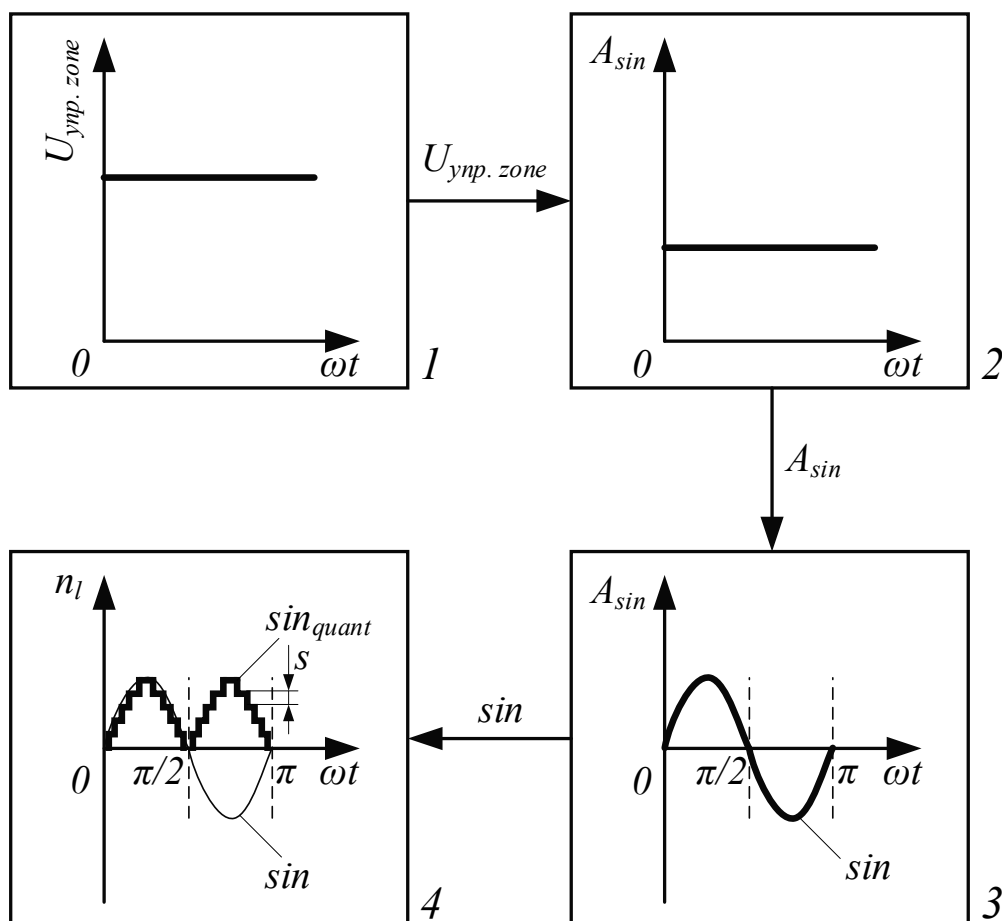 U_упр. zone
0
ωt
1
U_упр. zone
A_sin
0
ωt
2
A_sin
n_l
sin_quant
s
0
π/2
π
ωt
sin
4
sin
A_sin
0
π/2
π
ωt
sin
3